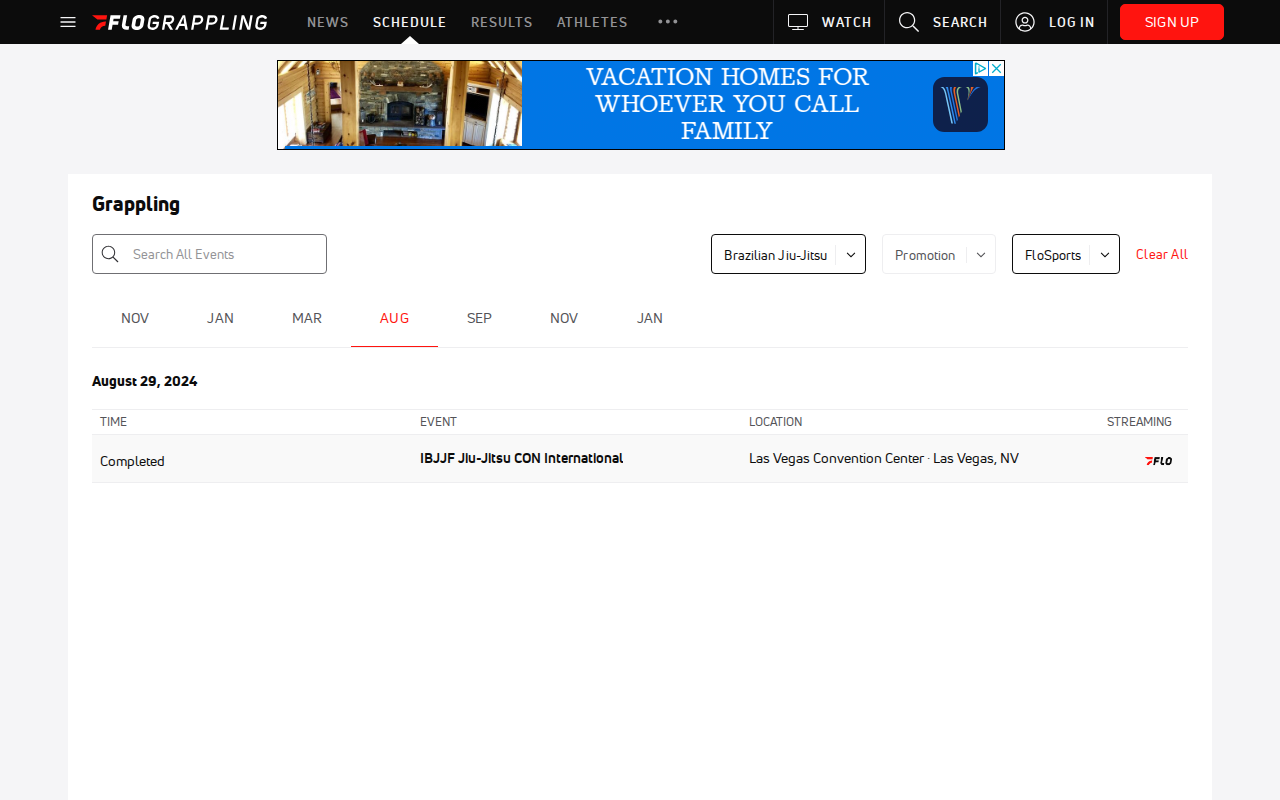 FLOGRAPPLING
NEWS
SCHEDULE
RESULTS
ATHLETES
WATCH
SEARCH
LOG IN
SIGN UP
VACATION HOMES FOR
WHOEVER YOU CALL
FAMILY
Grappling
Search All Events
Brazilian Jiu-Jitsu
Promotion
FloSports
Clear All
NOV
JAN
MAR
AUG
SEP
NOV
JAN
August 29, 2024
TIME
EVENT
LOCATION
STREAMING
Completed
IBJJF Jiu-Jitsu CON International
Las Vegas Convention Center · Las Vegas, NV
FLO